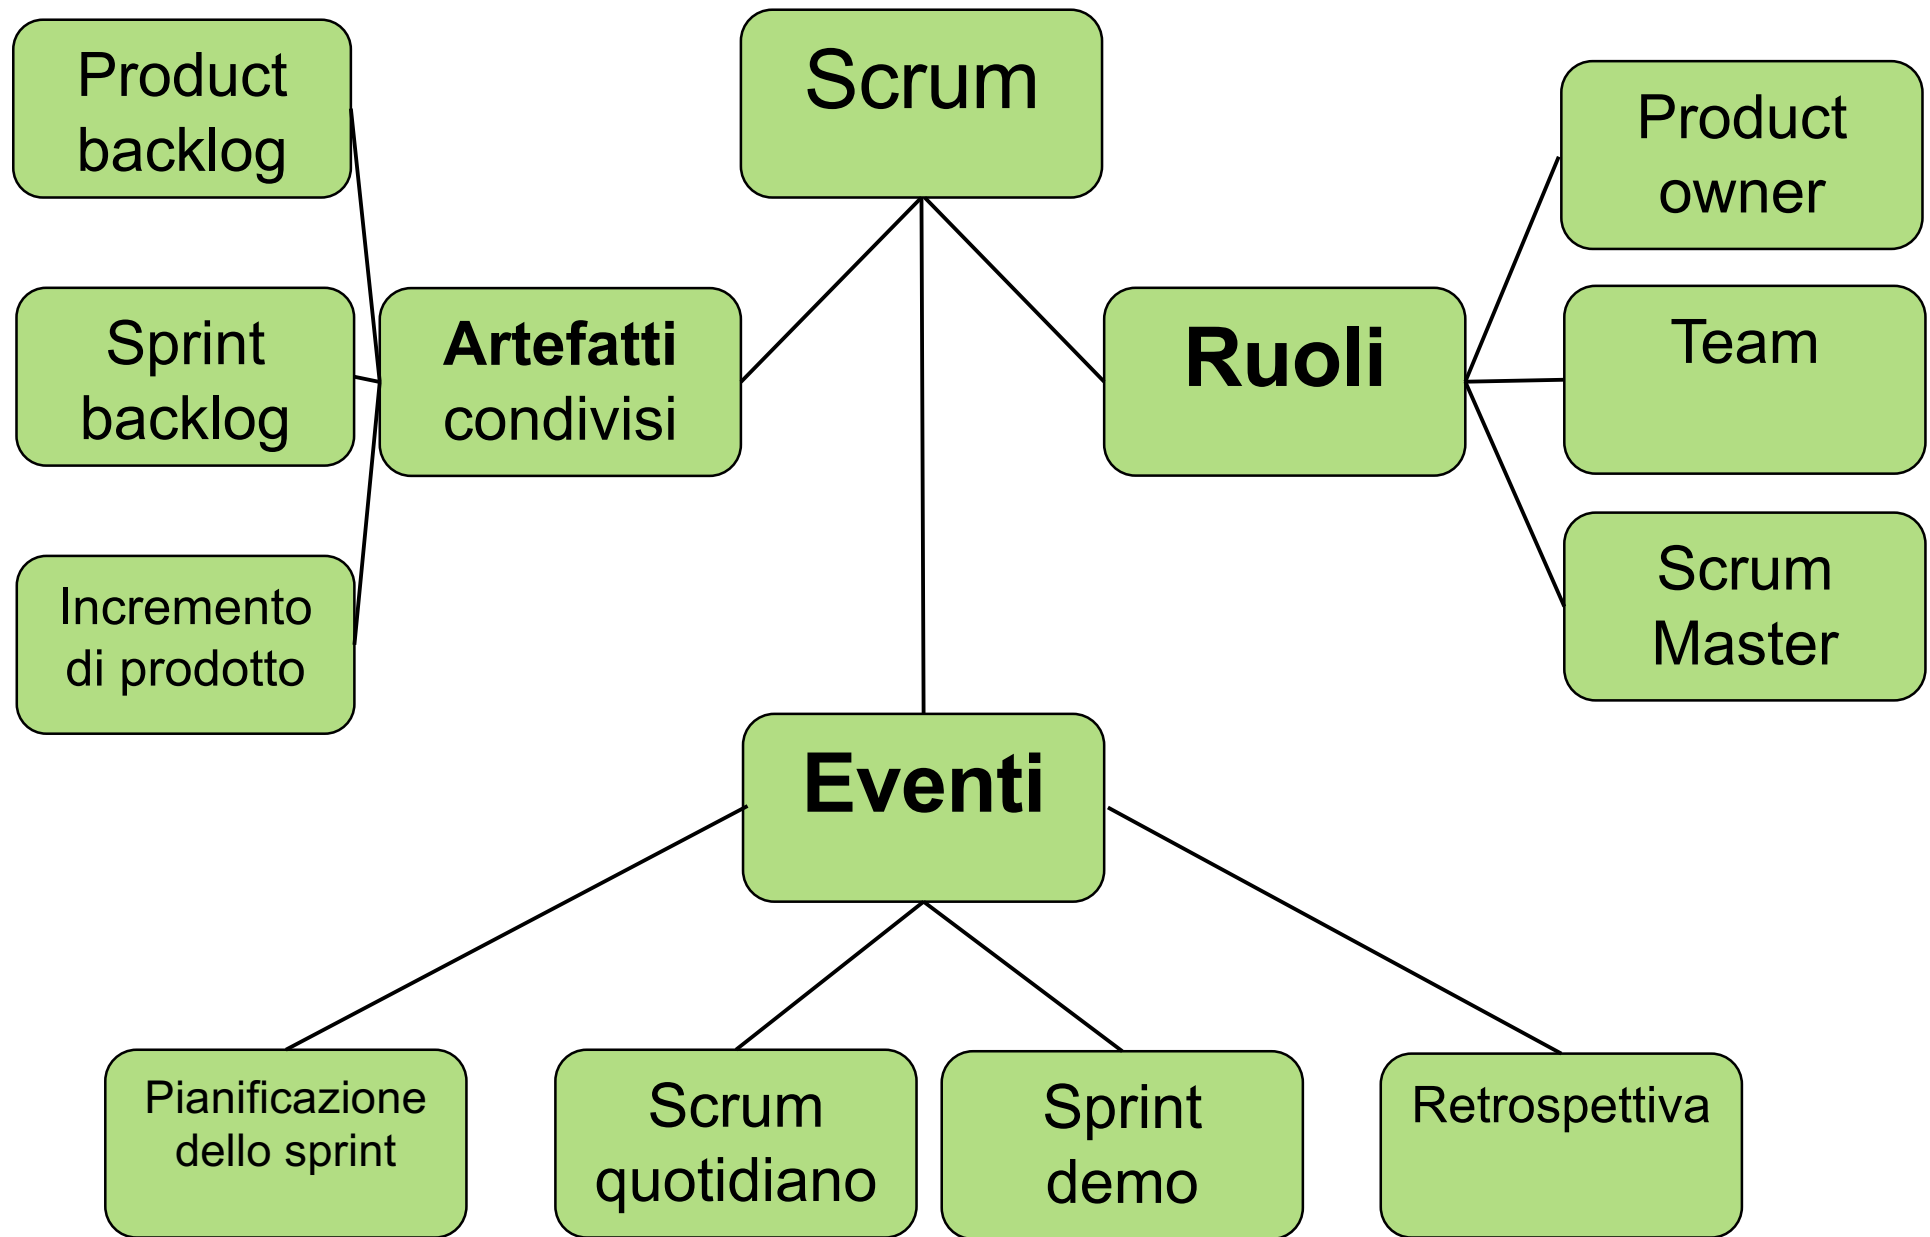 Scrum
Product
backlog
Sprint
backlog
Incremento
di prodotto
Artefatti
condivisi
Ruoli
Product
owner
Team
Scrum
Master
Eventi
Pianificazione
dello sprint
Scrum
quotidiano
Sprint
demo
Retrospettiva